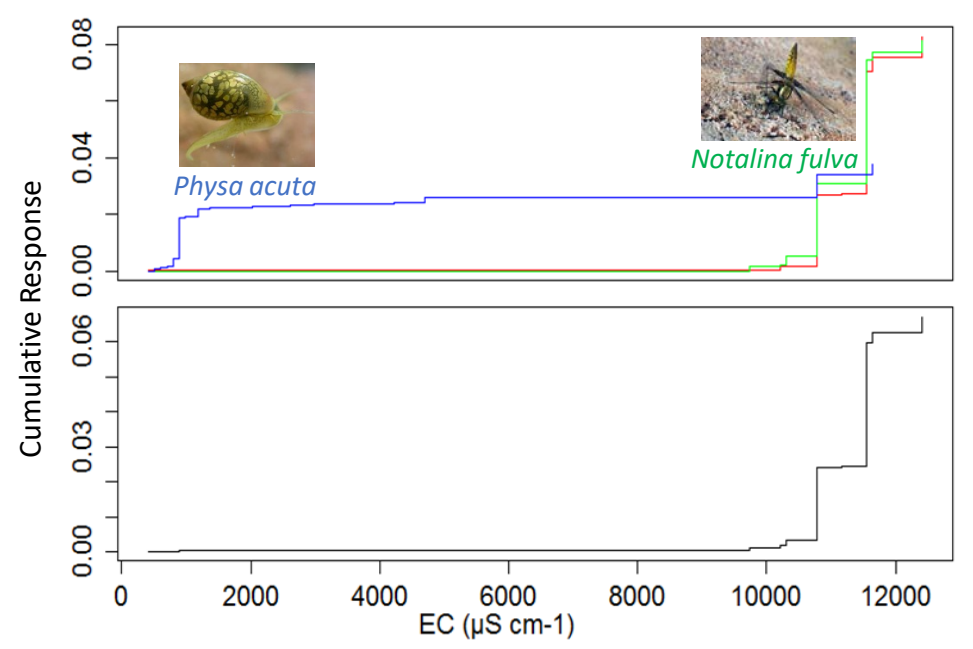 0.08
0.04
0.00
Physa acuta
Notalina fulva
Cumulative Response
0.06
0.03
0.00
0 2000 4000 6000 8000 10000 12000
EC (µS cm-1)